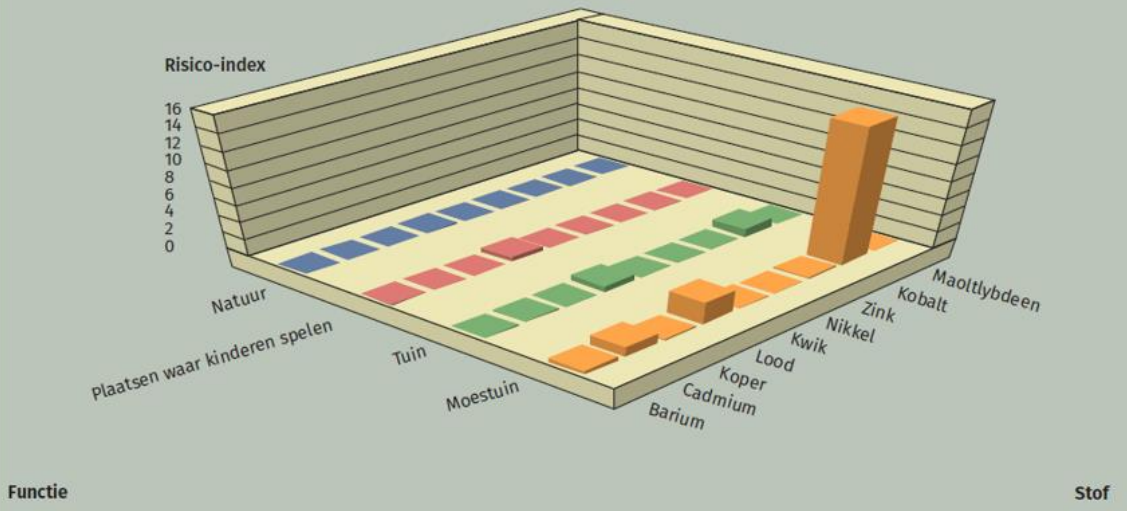 Risico-index
16
14
12
10
8
6
4
2
0
Natuur
Plaatsen waar kinderen spelen
Tuin
Moestuin
Barium
Cadmium
Koper
Lood
Kwik
Nikkel
Zink
Kobalt
Maoltlybdeen
Functie
Stof